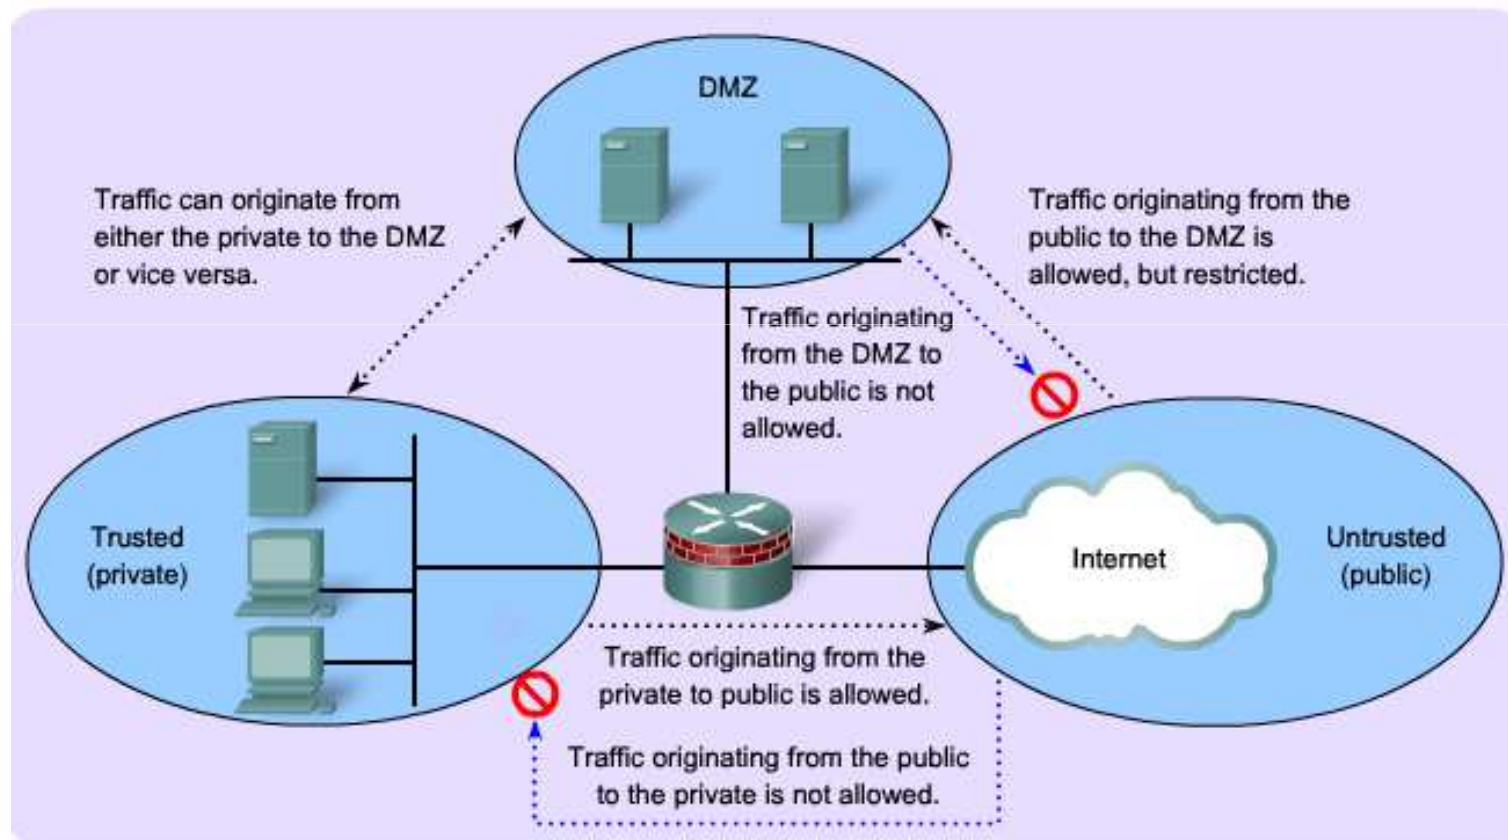 DMZ
Traffic can originate from
either the private to the DMZ
or vice versa.
Traffic originating from the
public to the DMZ is
allowed, but restricted.
Traffic originating
from the DMZ to
the public is not
allowed.
Trusted
(private)
Internet
Untrusted
(public)
Traffic originating from the
private to public is allowed.
Traffic originating from the public
to the private is not allowed.